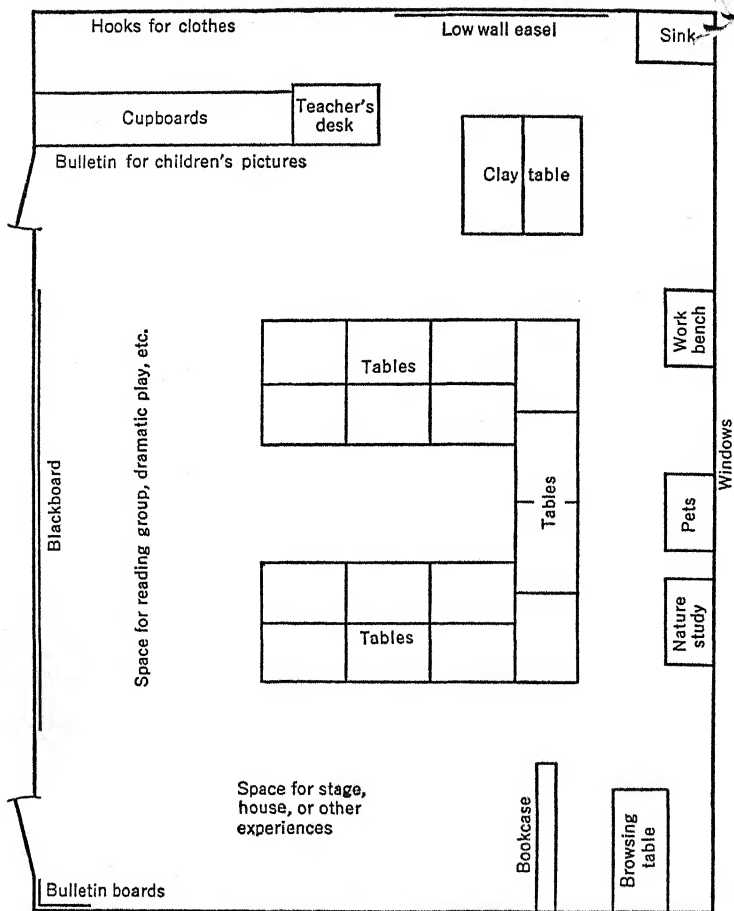 Hooks for clothes
Low wall easel
Sink
Cupboards
Teacher's
desk
Bulletin for children's pictures
Clay table
Work
bench
Windows
Tables
Space for reading group, dramatic play, etc.
Blackboard
Tables
Pets
Nature
study
Tables
Space for stage,
house, or other
experiences
Bookcase
Browsing
table
Bulletin boards